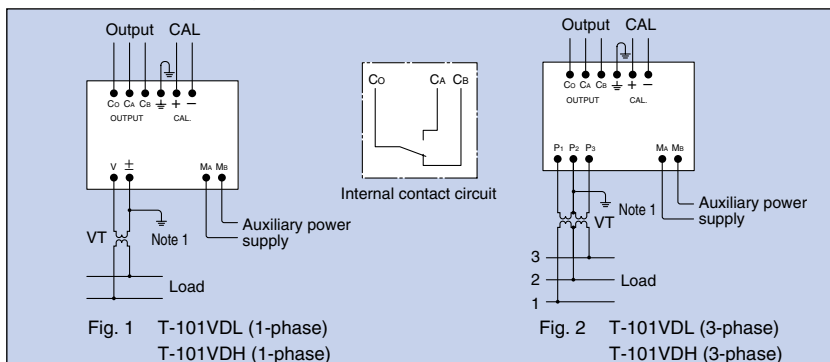 Output CAL
Co CA CB ⏚ + −
OUTPUT CAL.
V ± MA MB
VT
Note 1
Auxiliary power
supply
Load
Fig. 1 T-101VDL (1-phase)
T-101VDH (1-phase)
Co CA CB
Internal contact circuit
Output CAL
Co CA CB ⏚ + −
OUTPUT CAL.
P1 P2 P3 MA MB
VT
Note 1
Auxiliary power
supply
3
2 Load
1
Fig. 2 T-101VDL (3-phase)
T-101VDH (3-phase)